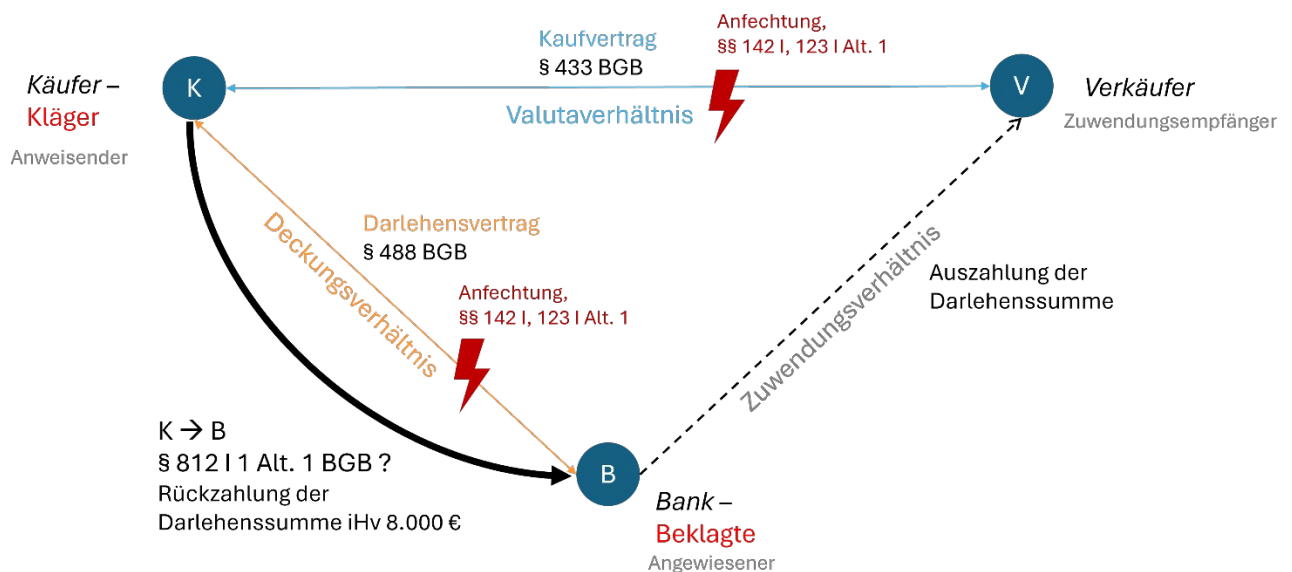 Anfechtung,
§§ 142 I, 123 I Alt. 1
Kaufvertrag
§ 433 BGB
Käufer –
Kläger
Anweisender
K
Valutaverhältnis
V
Verkäufer
Zuwendungsempfänger
Darlehensvertrag
§ 488 BGB
Deckungsverhältnis
Anfechtung,
§§ 142 I, 123 I Alt. 1
Zuwendungsverhältnis
Auszahlung der
Darlehenssumme
K → B
§ 812 I 1 Alt. 1 BGB ?
Rückzahlung der
Darlehenssumme iHv 8.000 €
B
Bank –
Beklagte
Angewiesener